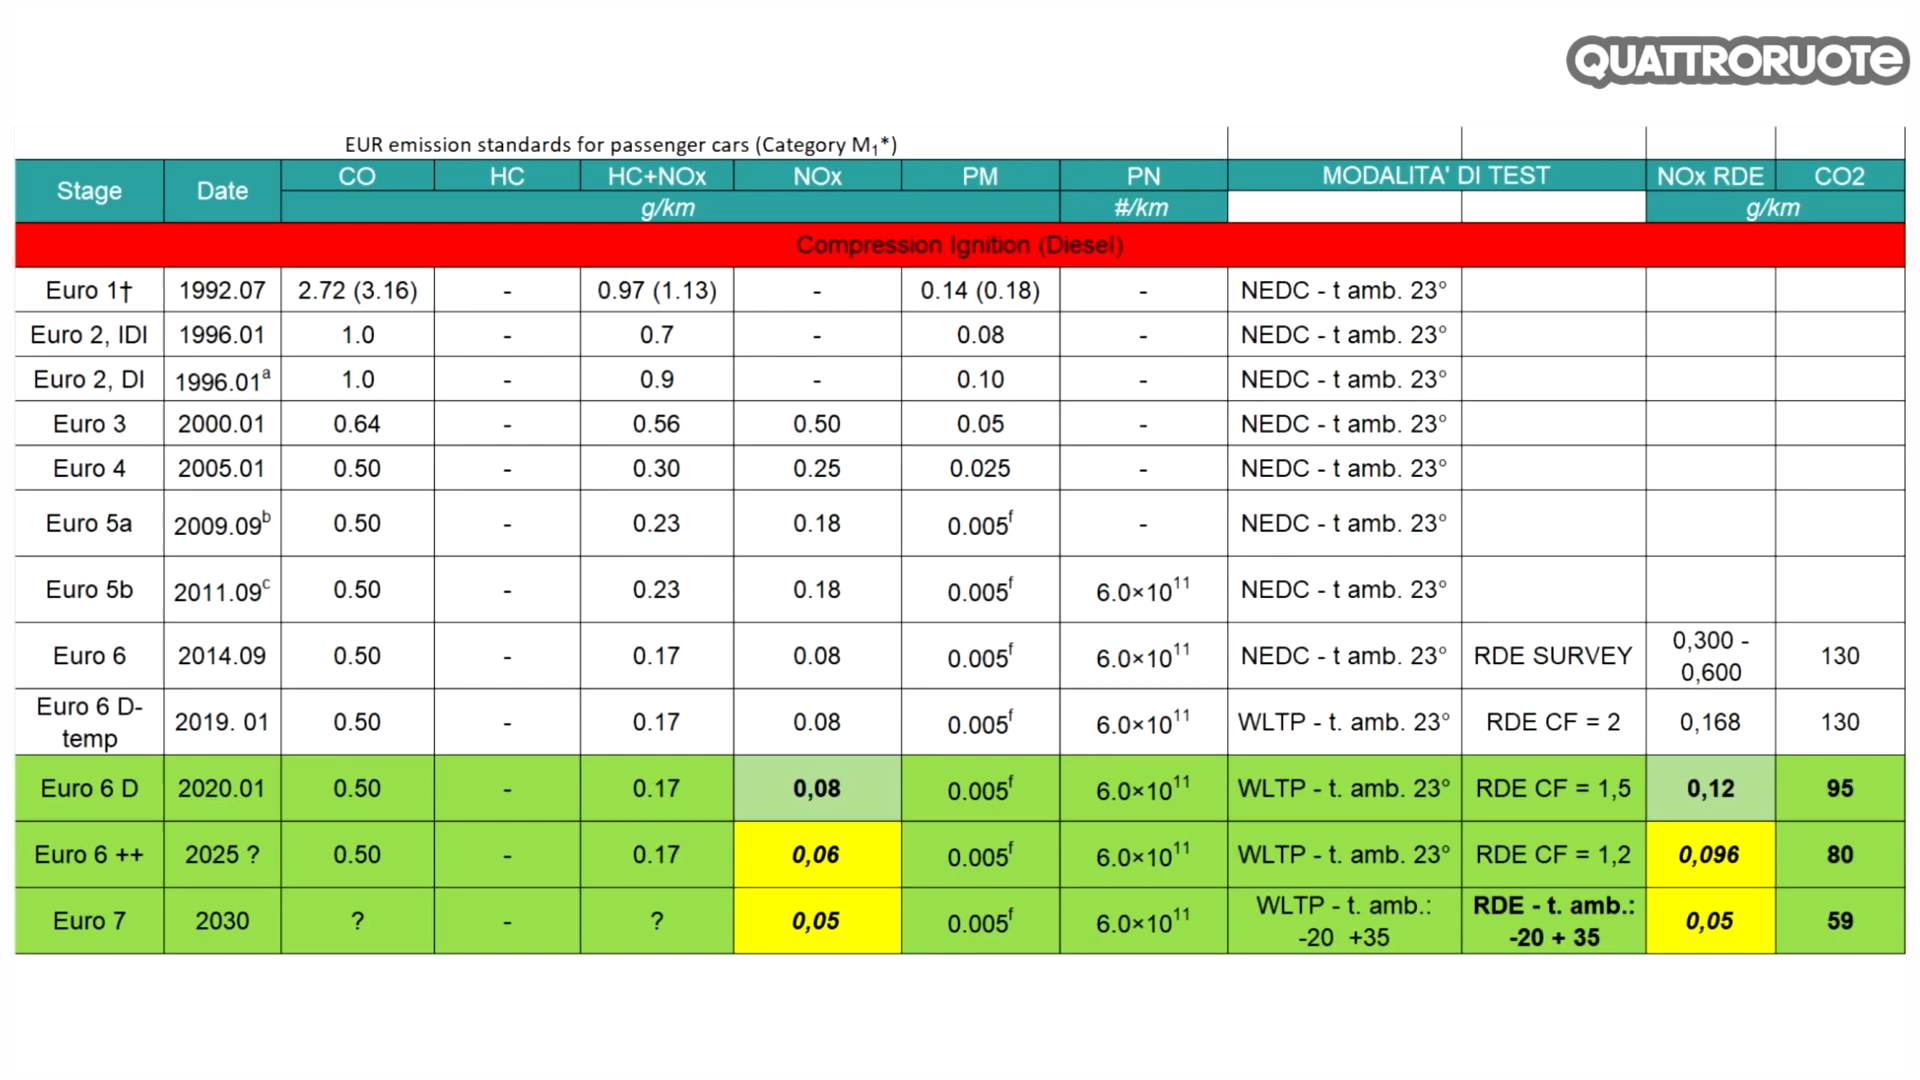 QUATTRORUOTe
EUR emission standards for passenger cars (Category M₁*)
Stage Date CO HC HC+NOx NOx PM PN MODALITA' DI TEST NOx RDE CO2
g/km #/km g/km
Compression Ignition (Diesel)
Euro 1† 1992.07 2.72 (3.16) - 0.97 (1.13) - 0.14 (0.18) - NEDC - t amb. 23°
Euro 2, IDI 1996.01 1.0 - 0.7 - 0.08 - NEDC - t amb. 23°
Euro 2, DI 1996.01ᵃ 1.0 - 0.9 - 0.10 - NEDC - t amb. 23°
Euro 3 2000.01 0.64 - 0.56 0.50 0.05 - NEDC - t amb. 23°
Euro 4 2005.01 0.50 - 0.30 0.25 0.025 - NEDC - t amb. 23°
Euro 5a 2009.09ᵇ 0.50 - 0.23 0.18 0.005ᶠ - NEDC - t amb. 23°
Euro 5b 2011.09ᶜ 0.50 - 0.23 0.18 0.005ᶠ 6.0×10¹¹ NEDC - t amb. 23°
Euro 6 2014.09 0.50 - 0.17 0.08 0.005ᶠ 6.0×10¹¹ NEDC - t amb. 23° RDE SURVEY 0,300 -
0,600 130
Euro 6 D-
temp 2019. 01 0.50 - 0.17 0.08 0.005ᶠ 6.0×10¹¹ WLTP - t. amb. 23° RDE CF = 2 0,168 130
Euro 6 D 2020.01 0.50 - 0.17 0,08 0.005ᶠ 6.0×10¹¹ WLTP - t. amb. 23° RDE CF = 1,5 0,12 95
Euro 6 ++ 2025 ? 0.50 - 0.17 0,06 0.005ᶠ 6.0×10¹¹ WLTP - t. amb. 23° RDE CF = 1,2 0,096 80
Euro 7 2030 ? - ? 0,05 0.005ᶠ 6.0×10¹¹ WLTP - t. amb.:
-20 +35 RDE - t. amb.:
-20 + 35 0,05 59